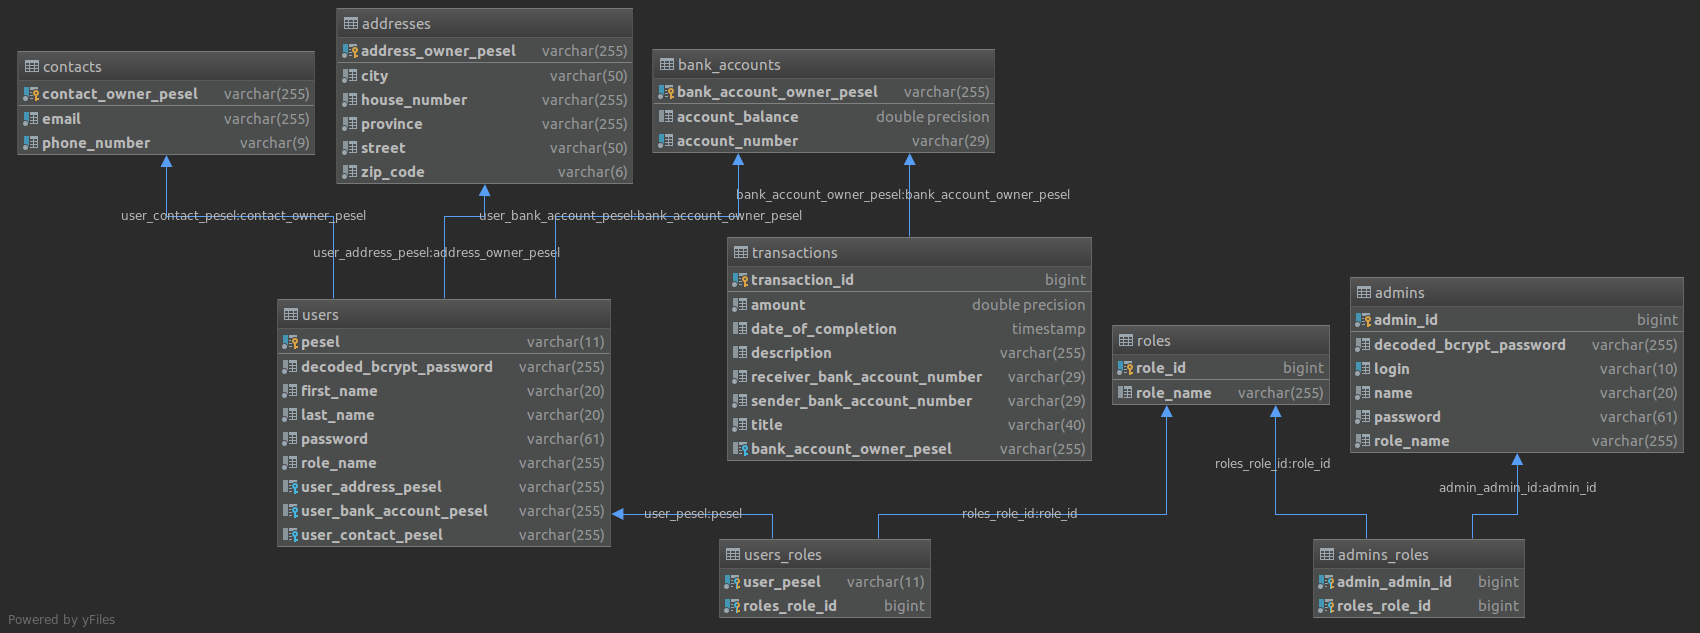 contacts
contact_owner_pesel varchar(255)
email varchar(255)
phone_number varchar(9)
addresses
address_owner_pesel varchar(255)
city varchar(50)
house_number varchar(255)
province varchar(255)
street varchar(50)
zip_code varchar(6)
bank_accounts
bank_account_owner_pesel varchar(255)
account_balance double precision
account_number varchar(29)
bank_account_owner_pesel:bank_account_owner_pesel
user_contact_pesel:contact_owner_pesel
user_bank_account_pesel:bank_account_owner_pesel
user_address_pesel:address_owner_pesel
users
pesel varchar(11)
decoded_bcrypt_password varchar(255)
first_name varchar(20)
last_name varchar(20)
password varchar(61)
role_name varchar(255)
user_address_pesel varchar(255)
user_bank_account_pesel varchar(255)
user_contact_pesel varchar(255)
transactions
transaction_id bigint
amount double precision
date_of_completion timestamp
description varchar(255)
receiver_bank_account_number varchar(29)
sender_bank_account_number varchar(29)
title varchar(40)
bank_account_owner_pesel varchar(255)
roles
role_id bigint
role_name varchar(255)
admins
admin_id bigint
decoded_bcrypt_password varchar(255)
login varchar(10)
name varchar(20)
password varchar(61)
role_name varchar(255)
roles_role_id:role_id
admin_admin_id:admin_id
user_pesel:pesel
roles_role_id:role_id
users_roles
user_pesel varchar(11)
roles_role_id bigint
admins_roles
admin_admin_id bigint
roles_role_id bigint
Powered by yFiles